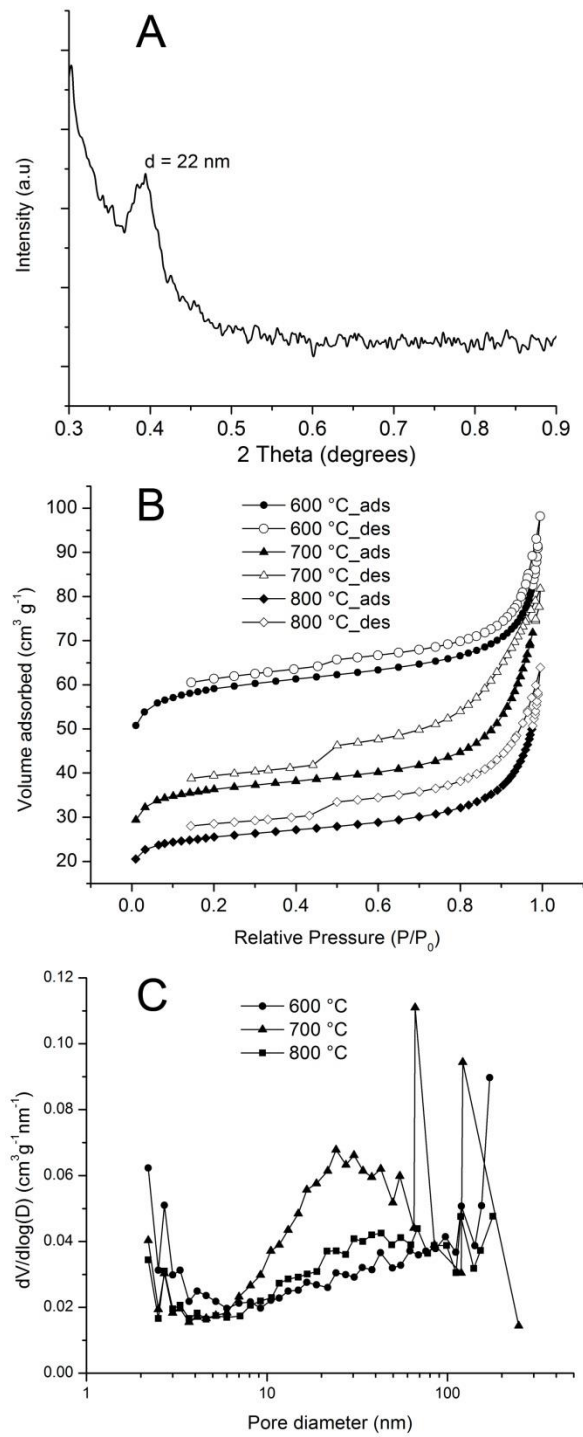 A
d = 22 nm
Intensity (a.u)
0.3 0.4 0.5 0.6 0.7 0.8 0.9
2 Theta (degrees)
B
600 °C_ads
600 °C_des
700 °C_ads
700 °C_des
800 °C_ads
800 °C_des
100
90
80
70
60
50
40
30
20
Volume adsorbed (cm³ g⁻¹)
0.0 0.2 0.4 0.6 0.8 1.0
Relative Pressure (P/P₀)
C
600 °C
700 °C
800 °C
0.12
0.10
0.08
0.06
0.04
0.02
0.00
dV/dlog(D) (cm³g⁻¹nm⁻¹)
1 10 100
Pore diameter (nm)